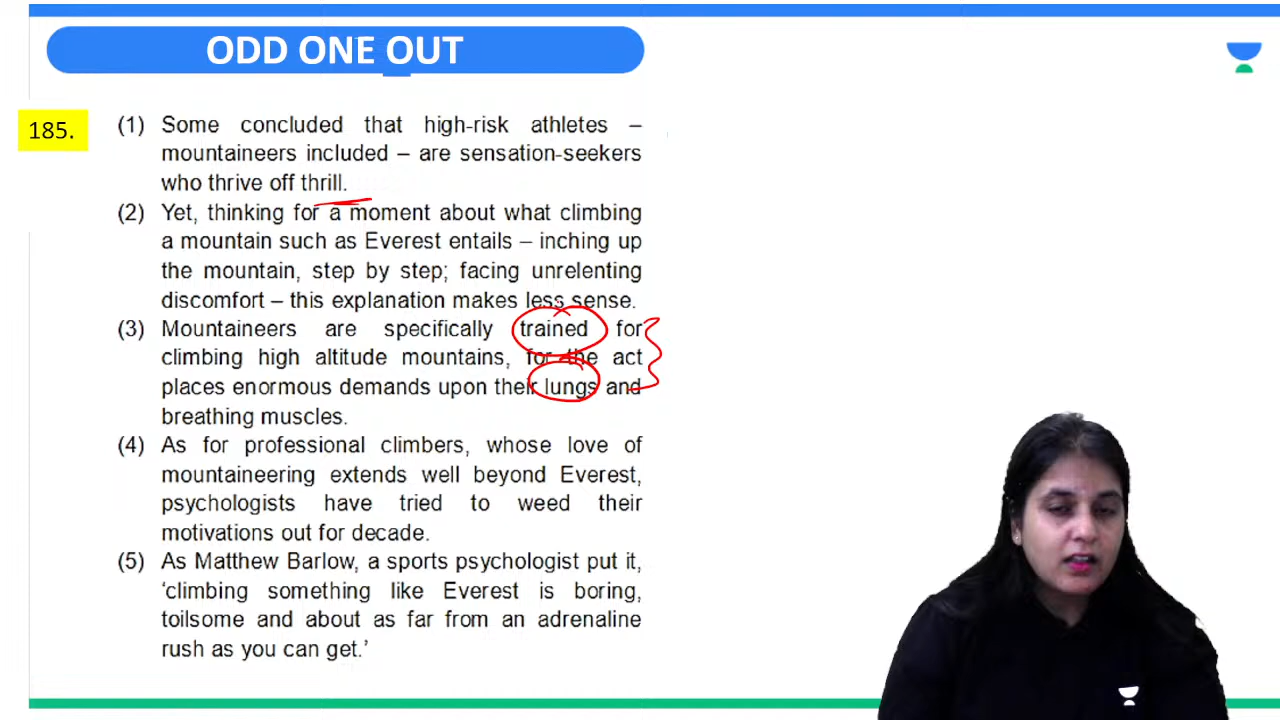 ODD ONE OUT
185.
(1) Some concluded that high-risk athletes –
mountaineers included – are sensation-seekers
who thrive off thrill.
(2) Yet, thinking for a moment about what climbing
a mountain such as Everest entails – inching up
the mountain, step by step; facing unrelenting
discomfort – this explanation makes less sense.
(3) Mountaineers are specifically trained for
climbing high altitude mountains, for the act
places enormous demands upon their lungs and
breathing muscles.
(4) As for professional climbers, whose love of
mountaineering extends well beyond Everest,
psychologists have tried to weed their
motivations out for decade.
(5) As Matthew Barlow, a sports psychologist put it,
‘climbing something like Everest is boring,
toilsome and about as far from an adrenaline
rush as you can get.’